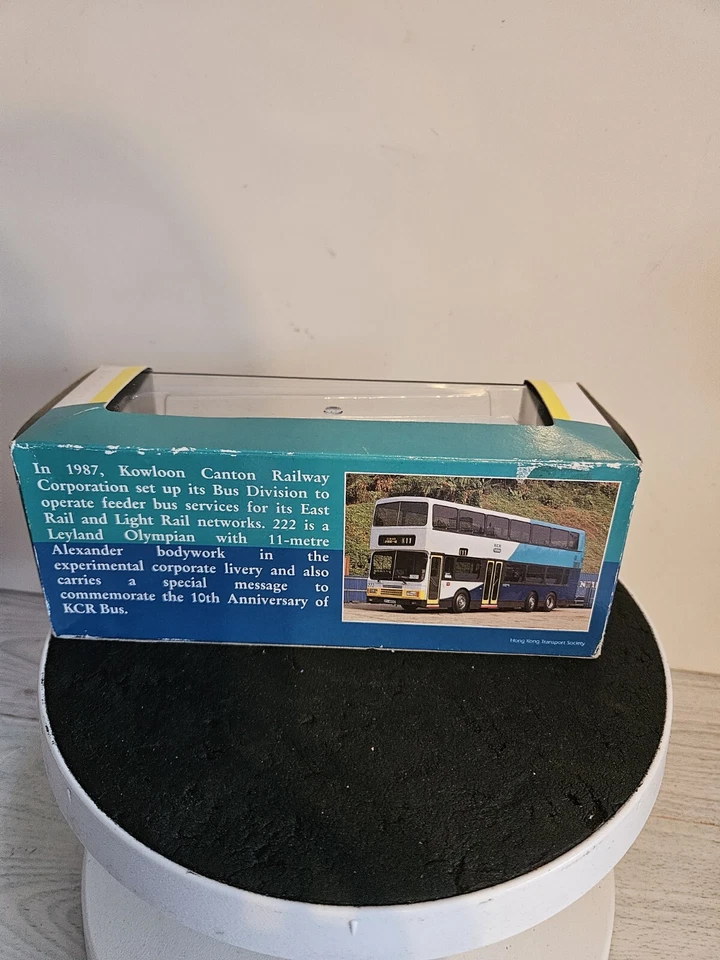 In 1987, Kowloon Canton Railway
Corporation set up its Bus Division to
operate feeder bus services for its East
Rail and Light Rail networks. 222 is a
Leyland Olympian with 11-metre
Alexander bodywork in the
experimental corporate livery and also
carries a special message to
commemorate the 10th Anniversary of
KCR Bus.
Hong Kong Transport Society